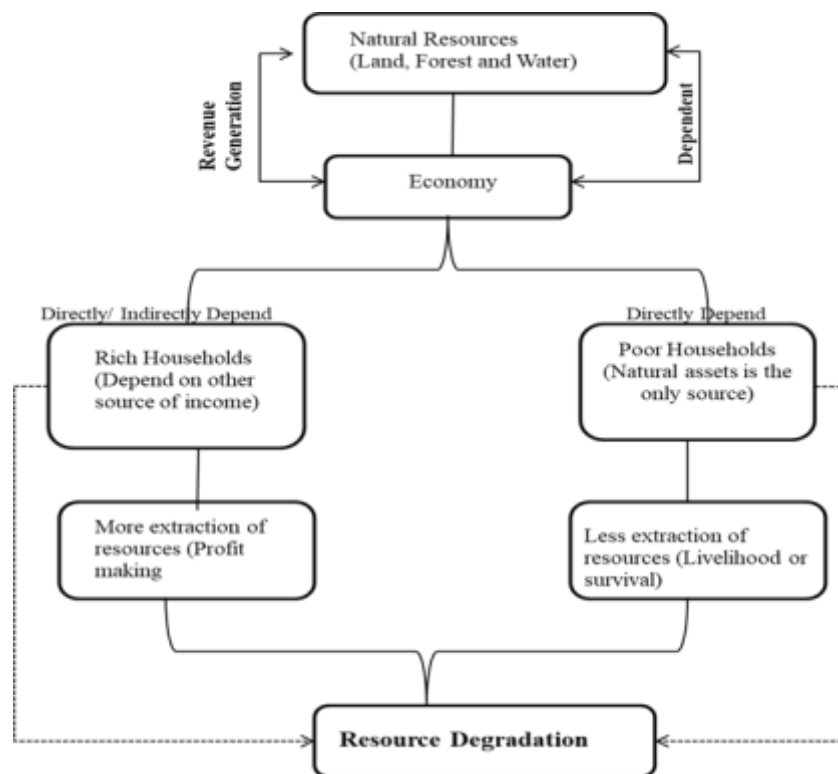 Natural Resources
(Land, Forest and Water)
Revenue
Generation
Dependent
Economy
Directly/ Indirectly Depend
Directly Depend
Rich Households
(Depend on other
source of income)
Poor Households
(Natural assets is the
only source)
More extraction of
resources (Profit
making
Less extraction of
resources (Livelihood or
survival)
Resource Degradation